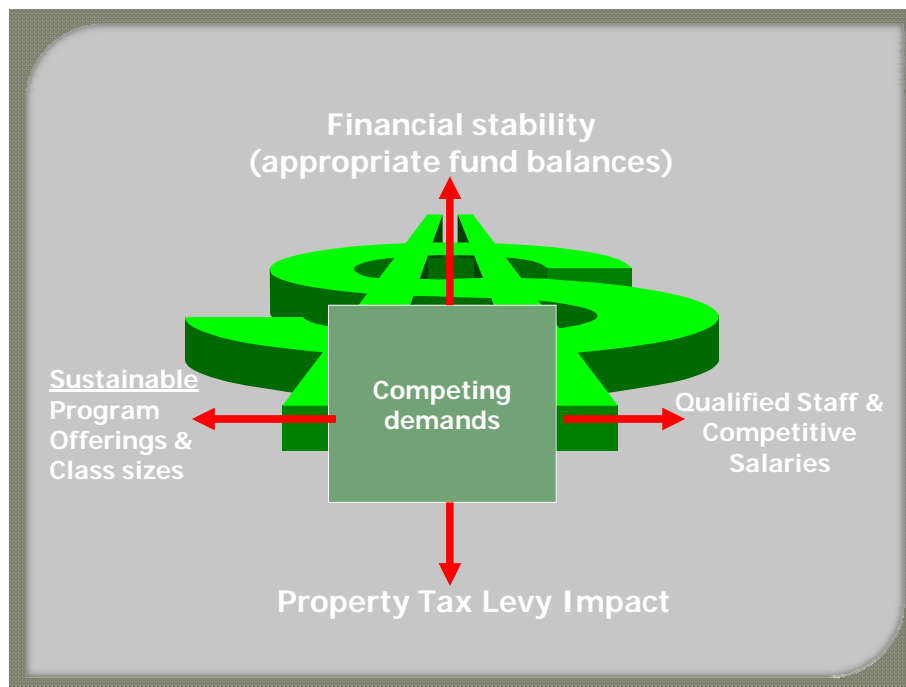 Financial stability
(appropriate fund balances)
Sustainable
Program
Offerings &
Class sizes
Competing
demands
Qualified Staff &
Competitive
Salaries
Property Tax Levy Impact